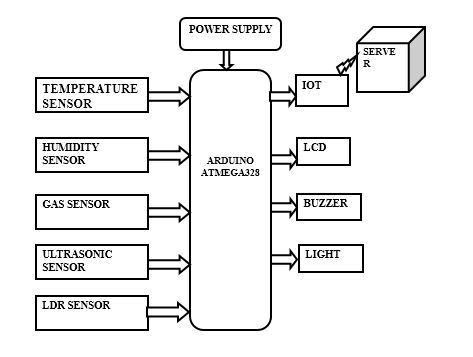 POWER SUPPLY
SERVE
R
TEMPERATURE
SENSOR
IOT
HUMIDITY
SENSOR
ARDUINO
ATMEGA328
LCD
GAS SENSOR
BUZZER
ULTRASONIC
SENSOR
LIGHT
LDR SENSOR